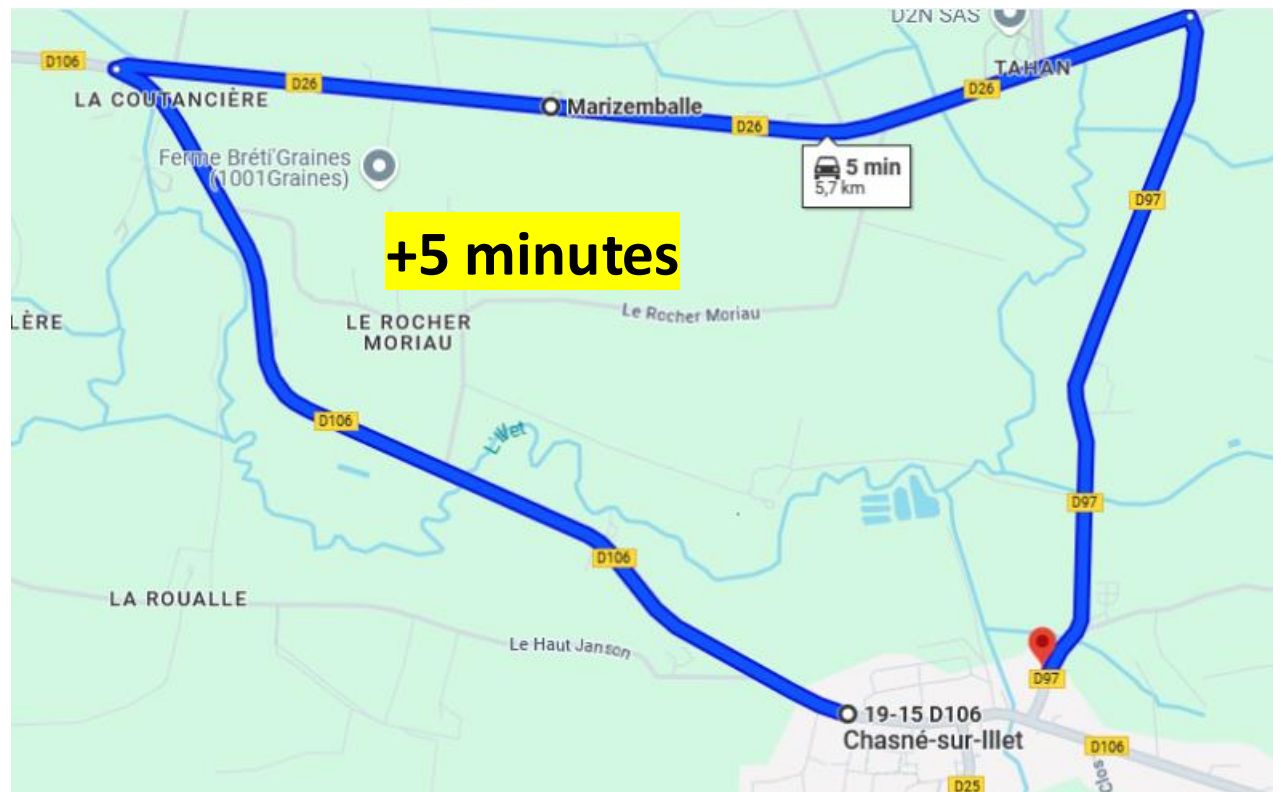 D2N SAS
D106
TAHAN
D26
D26
LA COUTANCIÈRE
Marizemballe
D26
Ferme Bréti'Graines
(1001Graines)
5 min
5,7 km
D97
+5 minutes
Le Rocher Moriau
LÈRE
LE ROCHER
MORIAU
D106
L'Illet
D97
D106
LA ROUALLE
Le Haut Janson
D97
19-15 D106
Chasné-sur-Illet
D106
Clos
D25